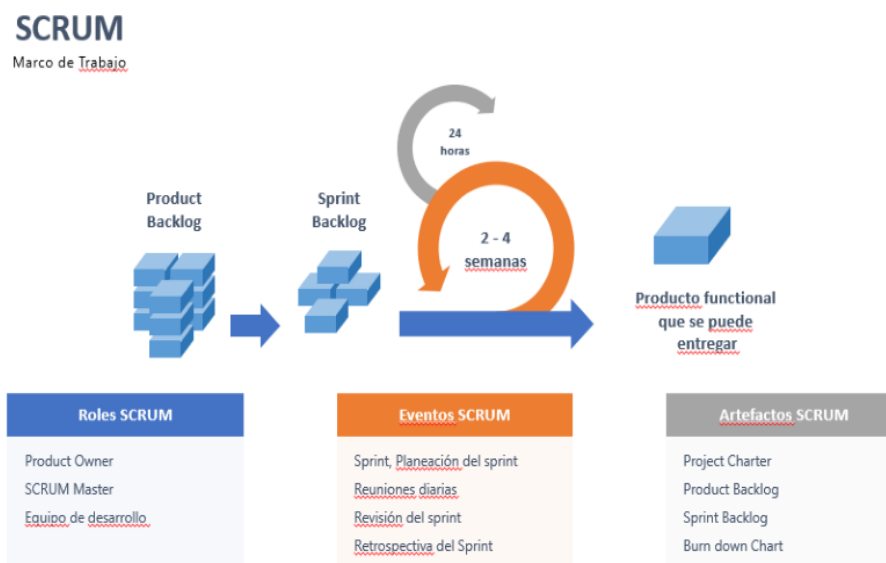 SCRUM
Marco de Trabajo
24
horas
Product
Backlog
Sprint
Backlog
2 - 4
semanas
Producto functional
que se puede
entregar
Roles SCRUM
Product Owner
SCRUM Master
Equipo de desarrollo
Eventos SCRUM
Sprint, Planeación del sprint
Reuniones diarias
Revisión del sprint
Retrospectiva del Sprint
Artefactos SCRUM
Project Charter
Product Backlog
Sprint Backlog
Burn down Chart